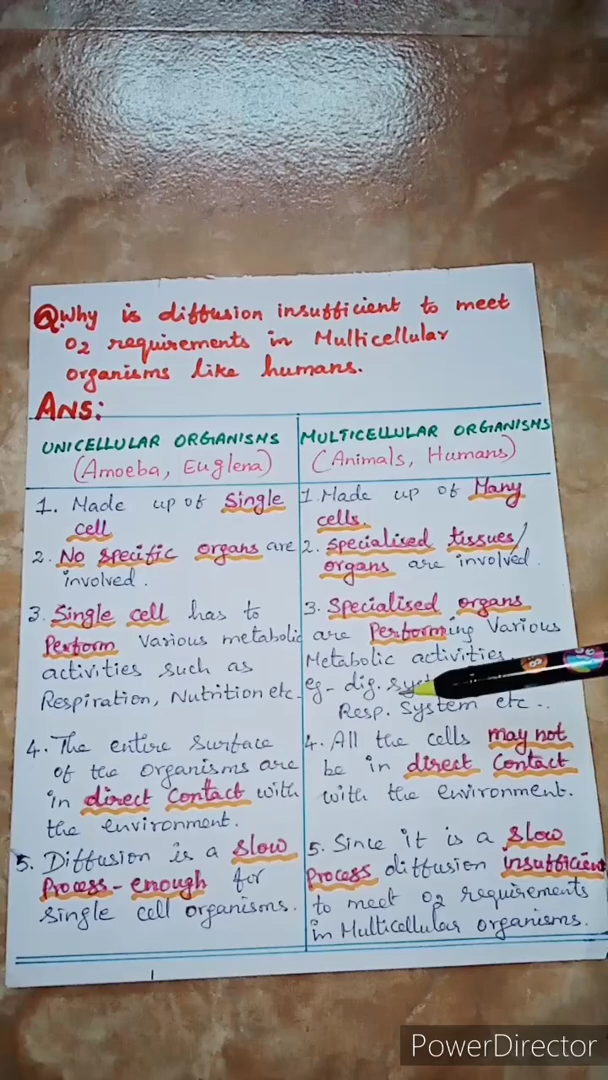 Q. Why is diffusion insufficient to meet
O2 requirements in Multicellular
organisms like humans.
ANS:
UNICELLULAR ORGANISMS
(Amoeba, Euglena)
1. Made up of Single
cell
2. No specific organs are
involved.
3. Single cell has to
Perform various metabolic
activities such as
Respiration, Nutrition etc-
4. The entire surface
of the organisms are
in direct contact with
the environment.
5. Diffusion is a slow
Process - enough for
single cell organisms.
MULTICELLULAR ORGANISMS
(Animals, Humans)
1. Made up of Many
cells.
2. Specialised tissues/
organs are involved.
3. Specialised organs
are Performing Various
Metabolic activities
eg - dig.
Resp. System etc..
4. All the cells may not
be in direct contact
with the environment.
5. Since it is a slow
Process diffusion insufficient
to meet O2 requirements
in Multicellular organisms.
PowerDirector